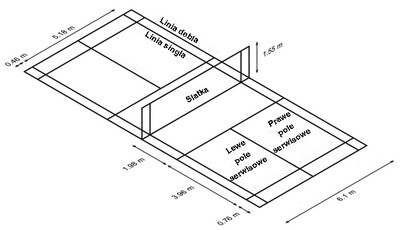 0.46 m
5.18 m
Linia debla
Linia singla
1.55 m
Siatka
Prawe
pole
serwisowe
Lewe
pole
serwisowe
1.98 m
3.96 m
0.76 m
6.1 m